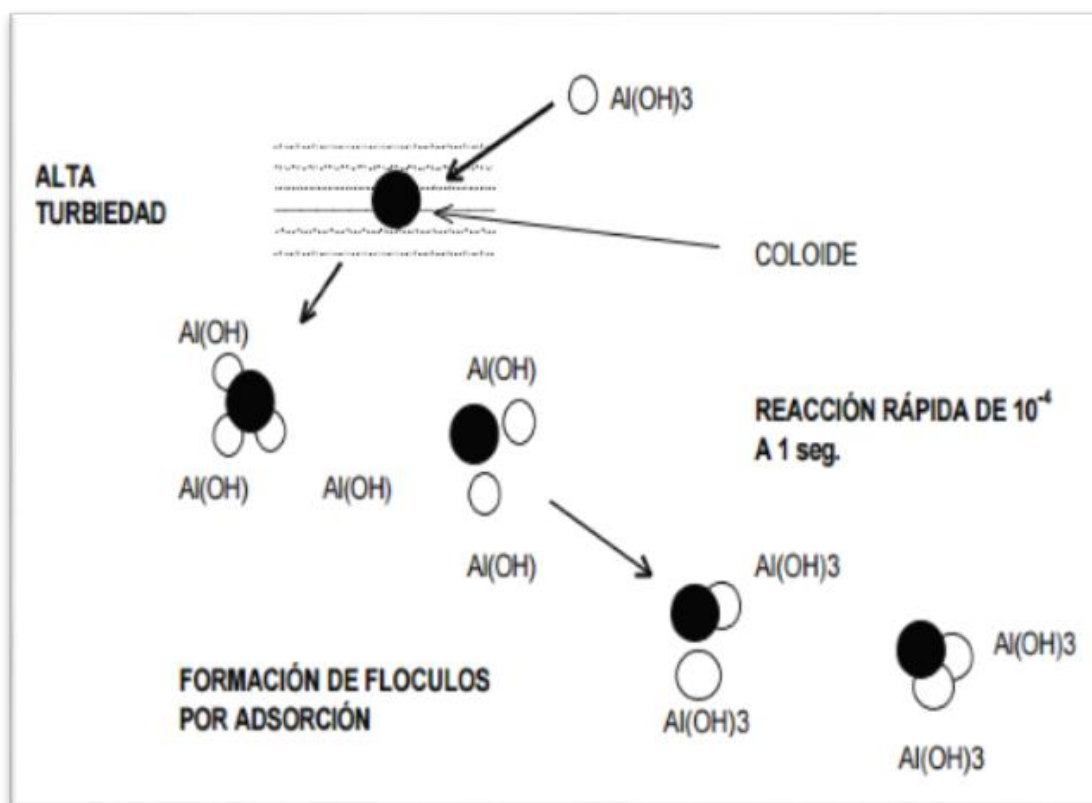 Al(OH)3
ALTA
TURBIEDAD
COLOIDE
Al(OH)
Al(OH)
REACCIÓN RÁPIDA DE 10⁻⁴
A 1 seg.
Al(OH) Al(OH)
Al(OH) Al(OH)3
Al(OH)3
FORMACIÓN DE FLOCULOS
POR ADSORCIÓN
Al(OH)3
Al(OH)3